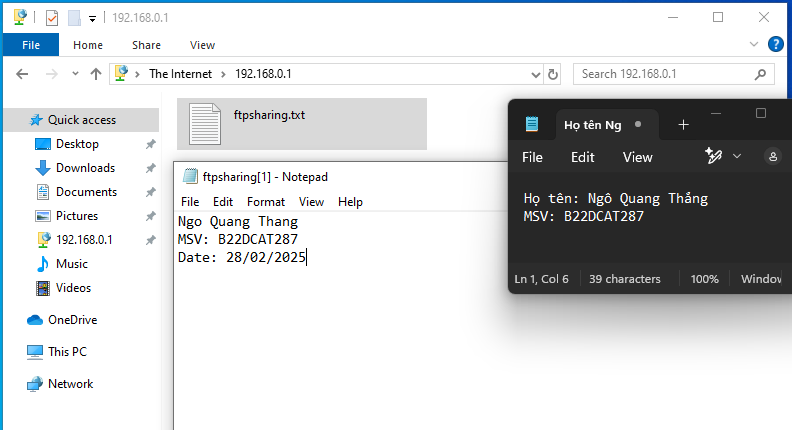 192.168.0.1
File Home Share View
The Internet 192.168.0.1
Search 192.168.0.1
Quick access
Desktop
Downloads
Documents
Pictures
192.168.0.1
Music
Videos
OneDrive
This PC
Network
ftpsharing.txt
ftpsharing[1] - Notepad
File Edit Format View Help
Ngo Quang Thang
MSV: B22DCAT287
Date: 28/02/2025
Họ tên Ng
File Edit View
Họ tên: Ngô Quang Thắng
MSV: B22DCAT287
Ln 1, Col 6 39 characters 100% Window